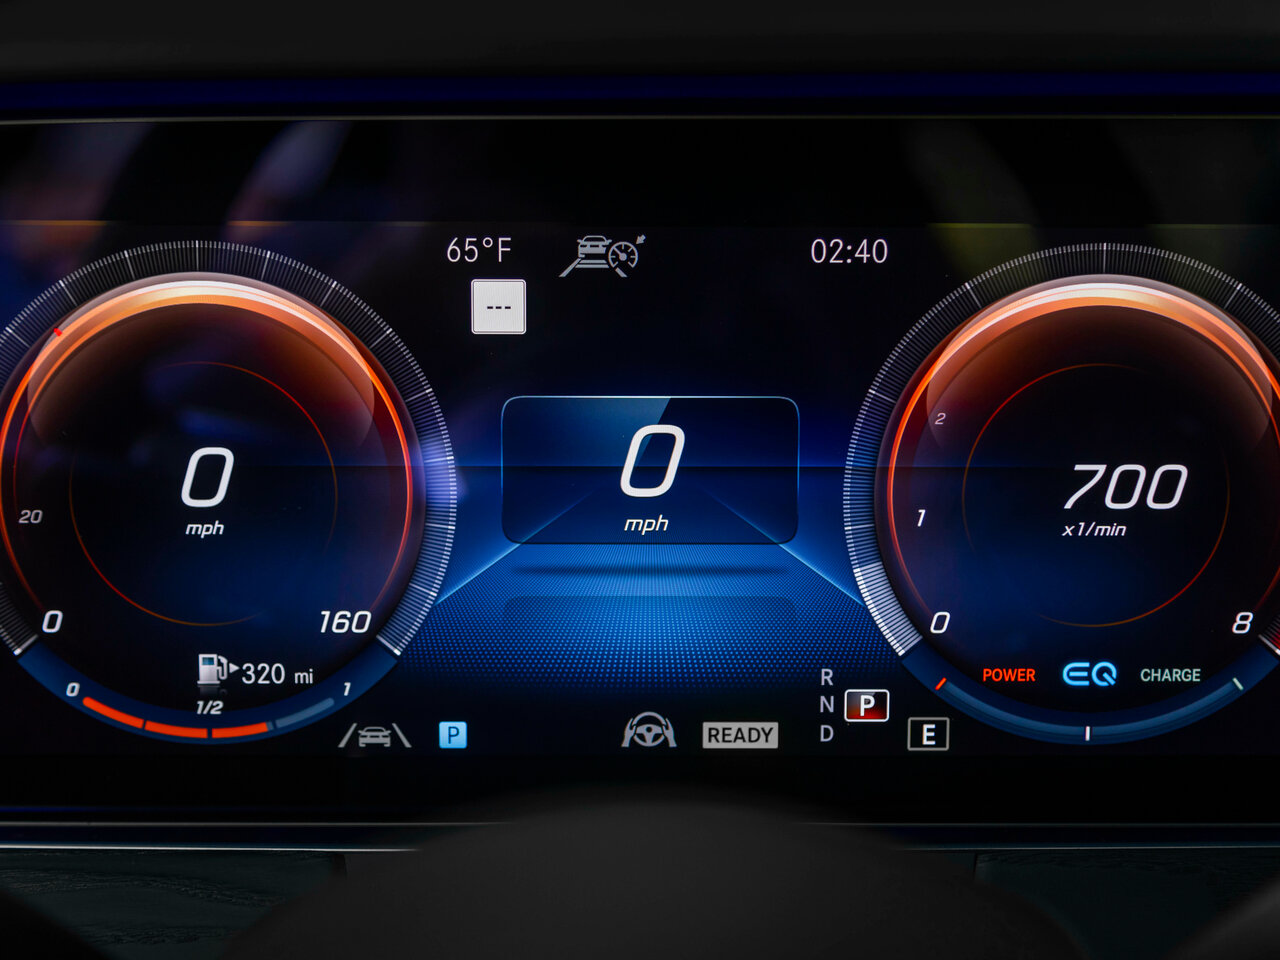 65°F
02:40
---
2
0
mph
0
mph
700
x1/min
20
1
0
160
0
8
320 mi
0
1/2
1
R
N
D
P
E
POWER
EQ
CHARGE
P
READY